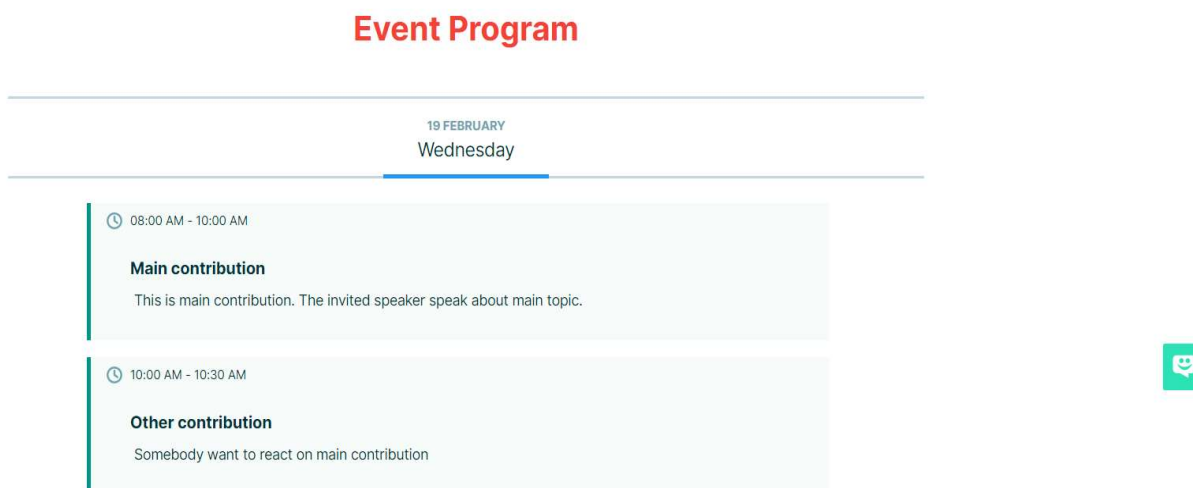 Event Program
19 FEBRUARY
Wednesday
08:00 AM - 10:00 AM
Main contribution
This is main contribution. The invited speaker speak about main topic.
10:00 AM - 10:30 AM
Other contribution
Somebody want to react on main contribution